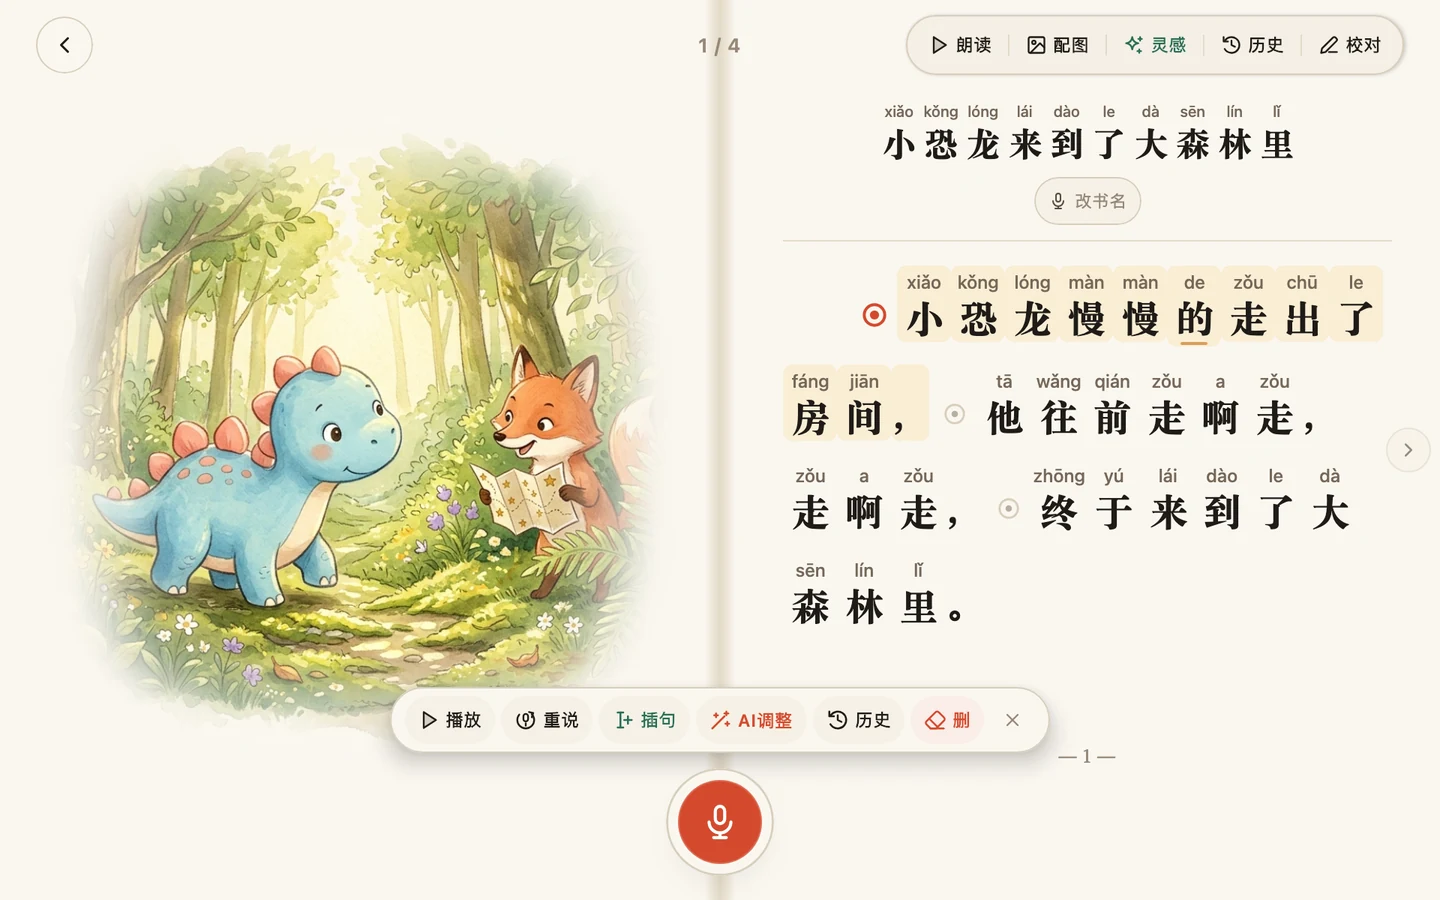 1 / 4
朗读 配图 灵感 历史 校对
xiǎo kǒng lóng lái dào le dà sēn lín lǐ
小恐龙来到了大森林里
改书名
xiǎo kǒng lóng màn màn de zǒu chū le
小恐龙慢慢的走出了
fáng jiān tā wǎng qián zǒu a zǒu
房间，他往前走啊走，
zǒu a zǒu zhōng yú lái dào le dà
走啊走，终于来到了大
sēn lín lǐ
森林里。
播放 重说 插句 AI调整 历史 删
— 1 —